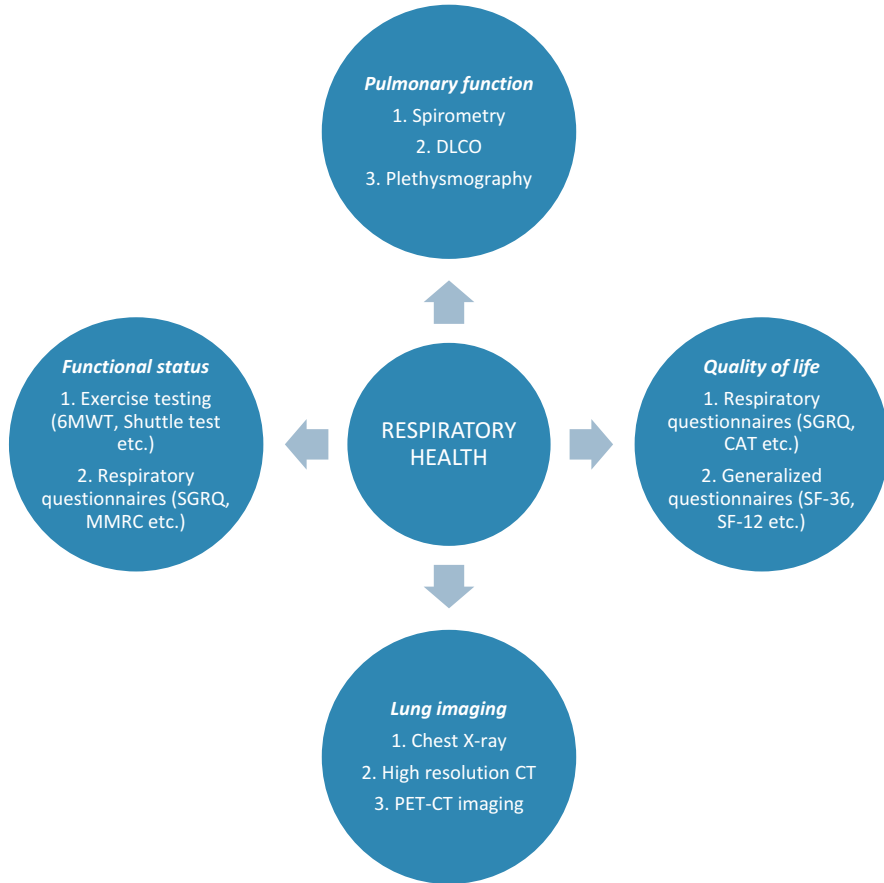 Pulmonary function
1. Spirometry
2. DLCO
3. Plethysmography
Functional status
1. Exercise testing
(6MWT, Shuttle test
etc.)
2. Respiratory
questionnaires (SGRQ,
MMRC etc.)
RESPIRATORY
HEALTH
Quality of life
1. Respiratory
questionnaires (SGRQ,
CAT etc.)
2. Generalized
questionnaires (SF-36,
SF-12 etc.)
Lung imaging
1. Chest X-ray
2. High resolution CT
3. PET-CT imaging